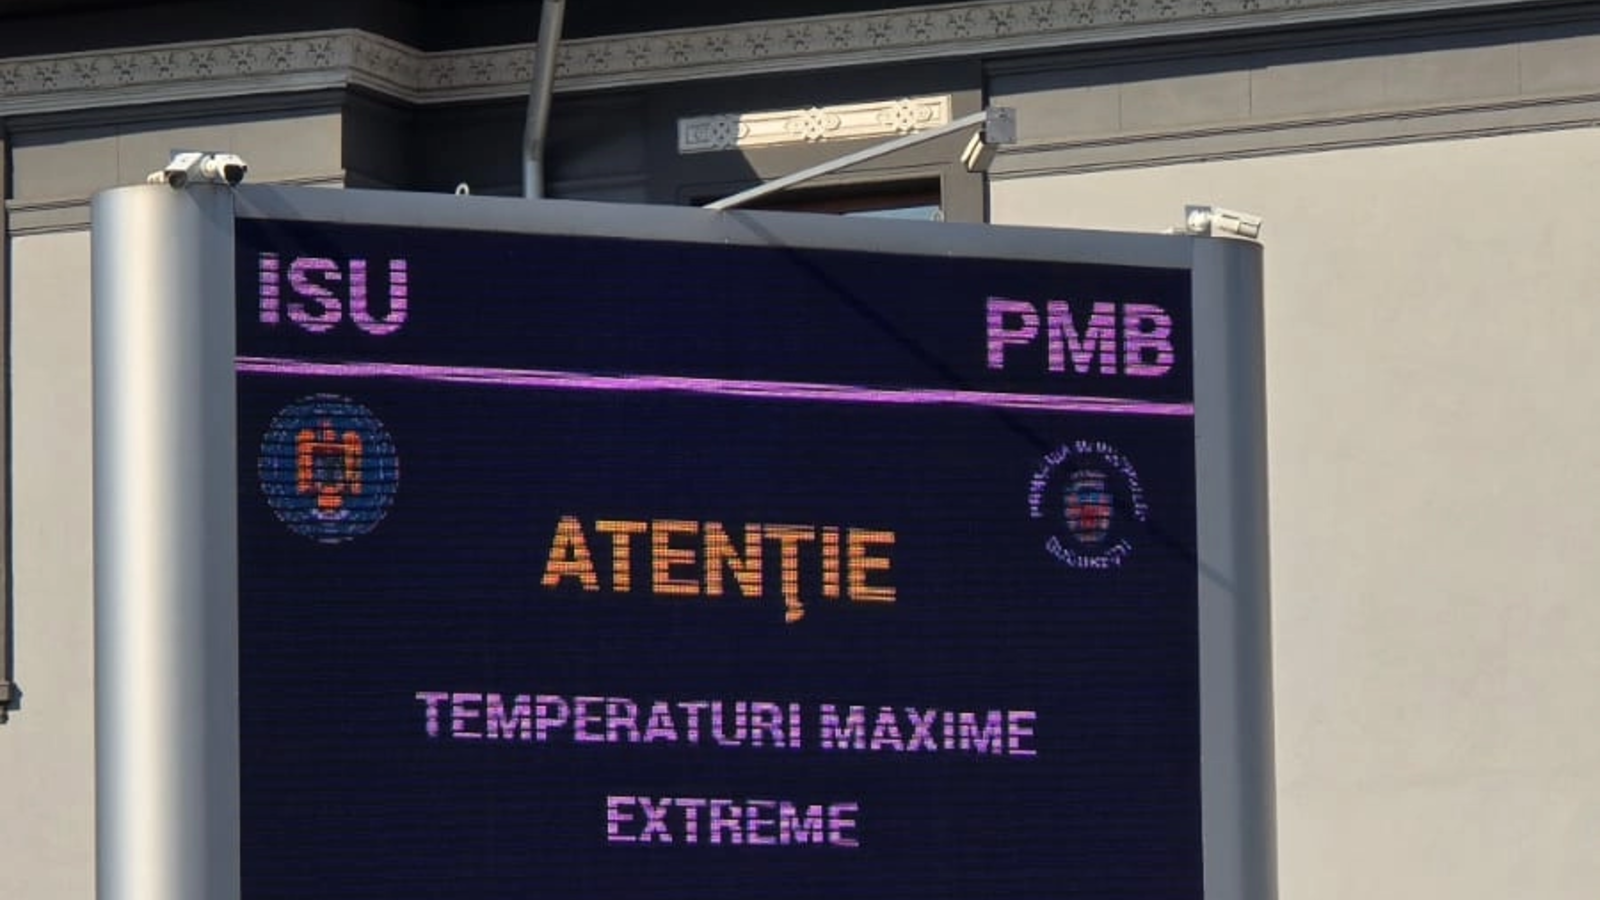 ISU
PMB
ATENŢIE
TEMPERATURI MAXIME
EXTREME